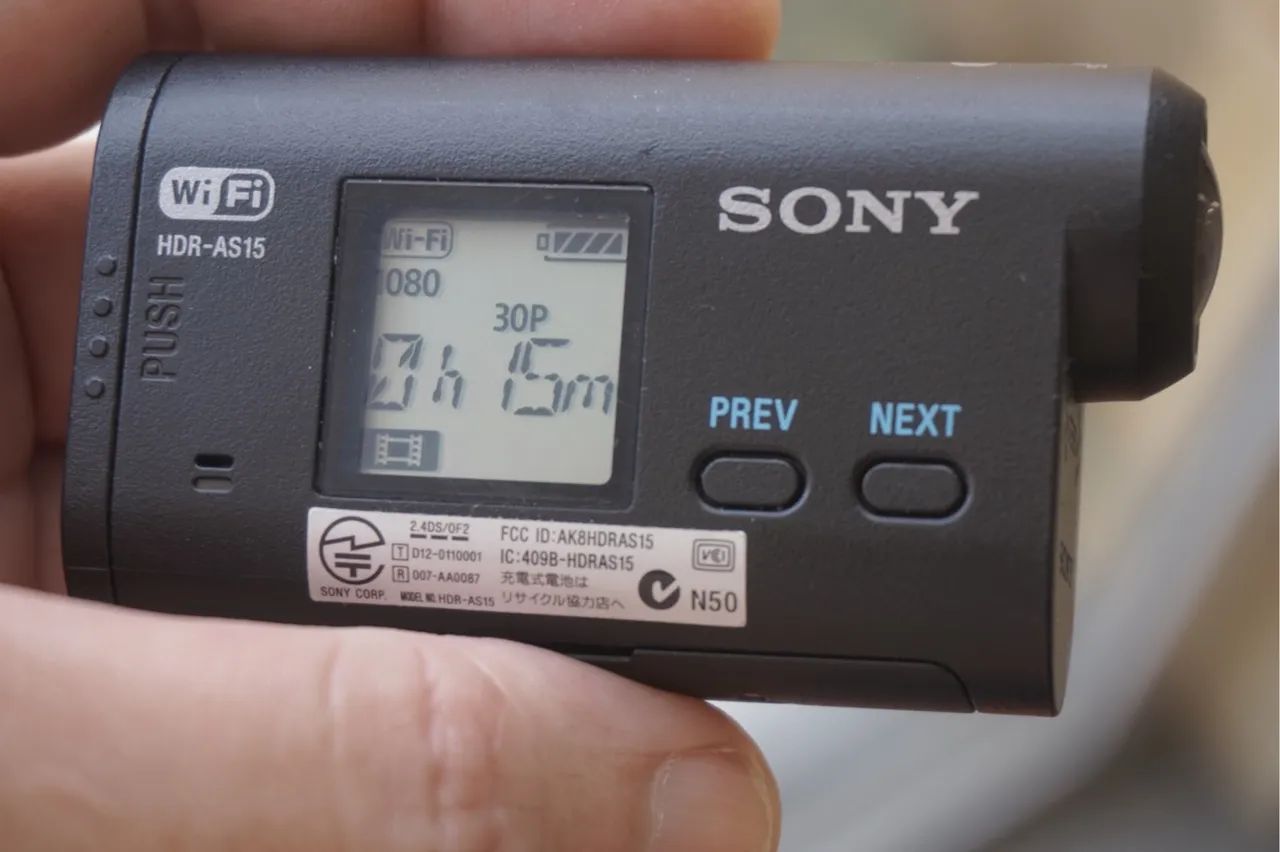 WiFi
HDR-AS15
PUSH
Wi-Fi
1080
30P
0h 15m
SONY
PREV NEXT
2.4DS/OF2
T D12-0110001
R 007-AA0087
SONY CORP. MODEL NO. HDR-AS15
FCC ID:AK8HDRAS15
IC:409B-HDRAS15
充電式電池は
リサイクル協力店へ
N50